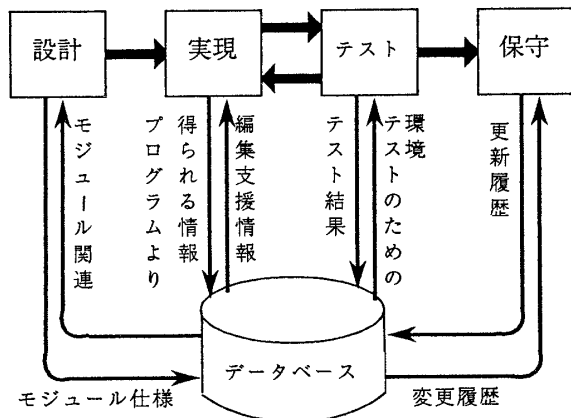 設計
実現
テスト
保守
モジュール関連
プログラムより
得られる情報
編集支援情報
テスト結果
テストのための
環境
更新履歴
データベース
モジュール仕様
変更履歴